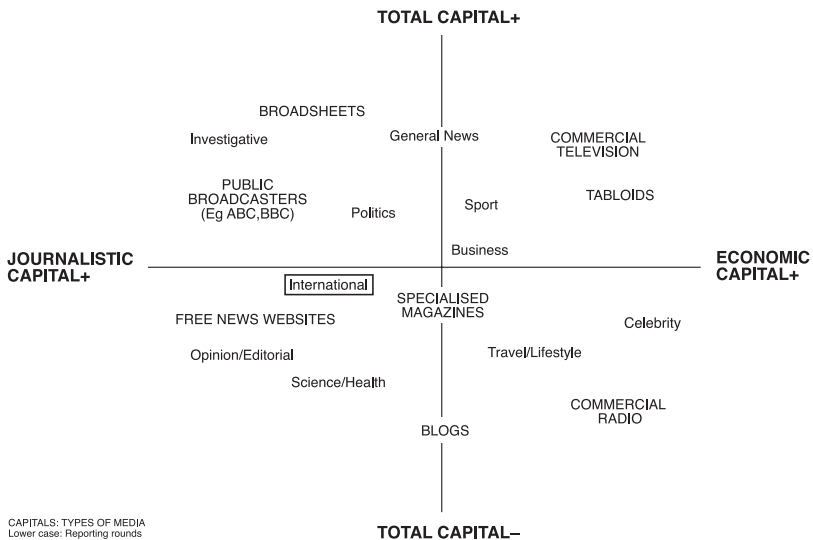 TOTAL CAPITAL+
BROADSHEETS
Investigative
General News
COMMERCIAL
TELEVISION
PUBLIC
BROADCASTERS
(Eg ABC,BBC)
Politics
Sport
TABLOIDS
Business
JOURNALISTIC
CAPITAL+
ECONOMIC
CAPITAL+
International
SPECIALISED
MAGAZINES
FREE NEWS WEBSITES
Celebrity
Opinion/Editorial
Travel/Lifestyle
Science/Health
COMMERCIAL
RADIO
BLOGS
CAPITALS: TYPES OF MEDIA
Lower case: Reporting rounds
TOTAL CAPITAL–